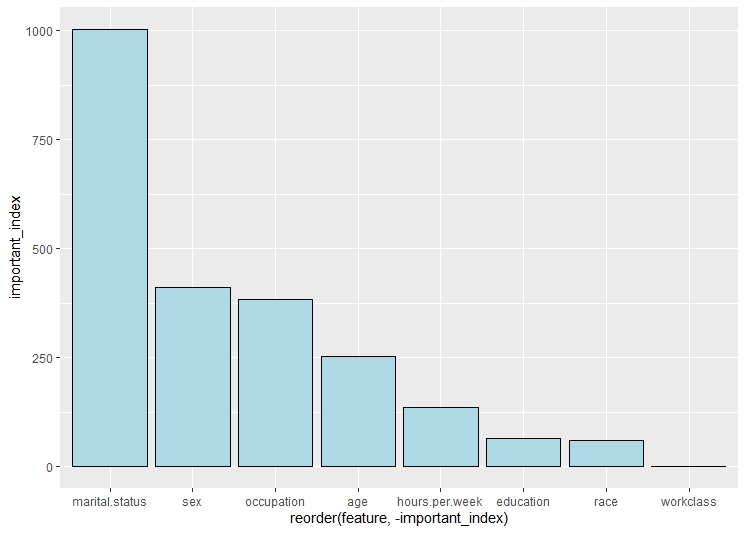 1000
750
500
250
0
important_index
marital.status sex occupation age hours.per.week education race workclass
reorder(feature, -important_index)